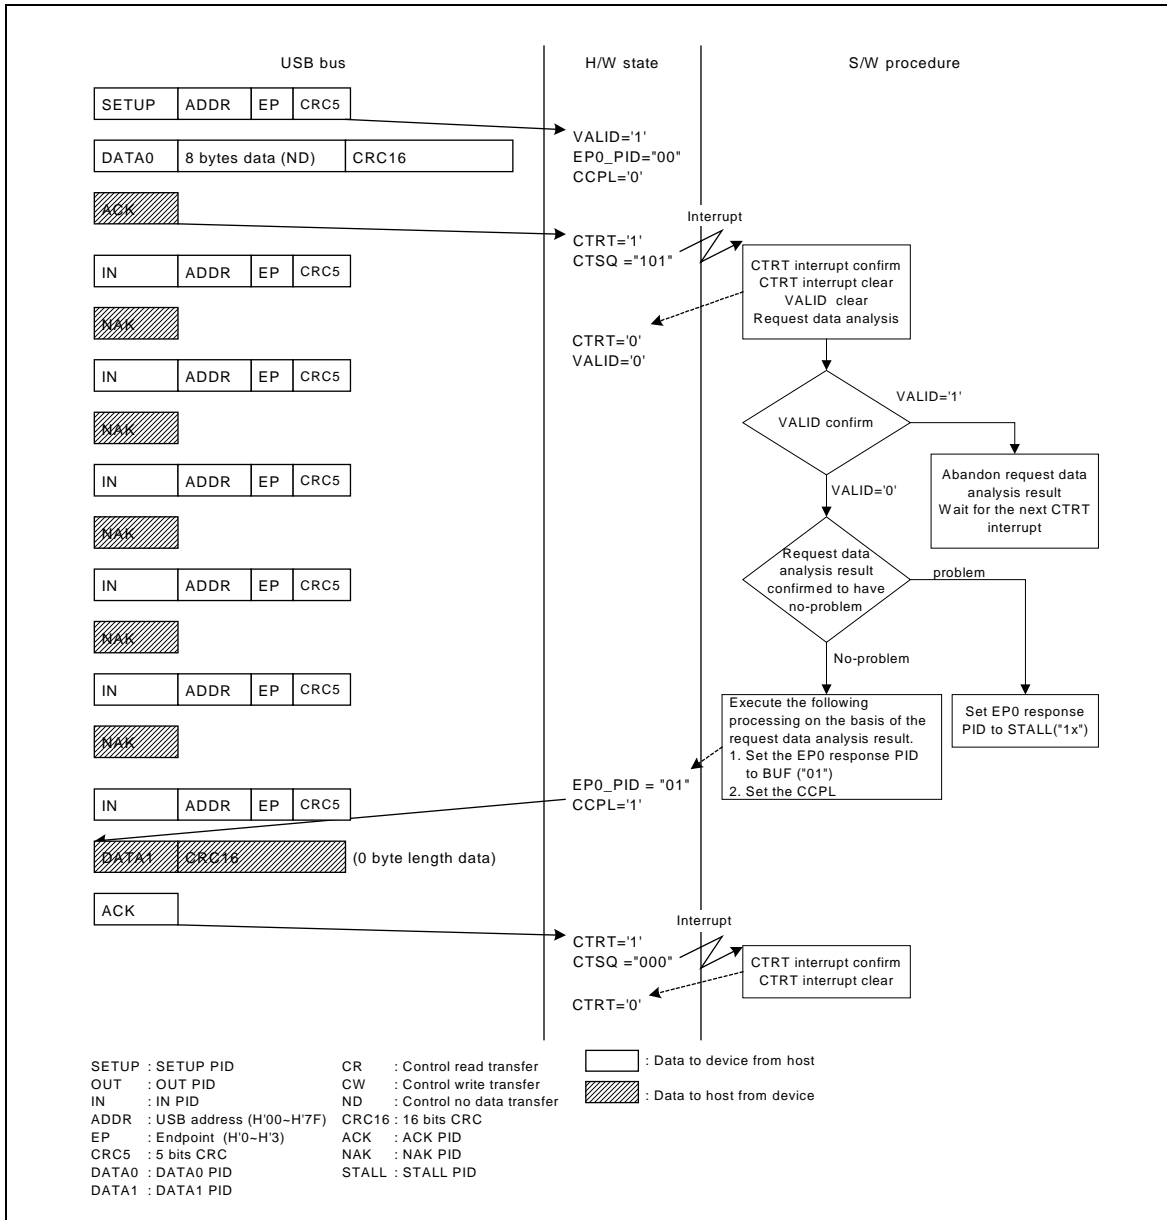 USB bus
H/W state
S/W procedure
SETUP ADDR EP CRC5
VALID='1'
EP0_PID="00"
CCPL='0'
DATA0 8 bytes data (ND) CRC16
ACK
Interrupt
CTRT='1'
CTSQ ="101"
CTRT interrupt confirm
CTRT interrupt clear
VALID clear
Request data analysis
IN ADDR EP CRC5
NAK
CTRT='0'
VALID='0'
IN ADDR EP CRC5
NAK
VALID confirm
VALID='1'
Abandon request data
analysis result
Wait for the next CTRT
interrupt
IN ADDR EP CRC5
VALID='0'
NAK
Request data
analysis result
confirmed to have
no-problem
problem
IN ADDR EP CRC5
NAK
No-problem
IN ADDR EP CRC5
NAK
Execute the following
processing on the basis of the
request data analysis result.
1. Set the EP0 response PID
to BUF ("01")
2. Set the CCPL
Set EP0 response
PID to STALL("1x")
EP0_PID = "01"
CCPL='1'
IN ADDR EP CRC5
DATA1 CRC16 (0 byte length data)
ACK
Interrupt
CTRT='1'
CTSQ ="000"
CTRT interrupt confirm
CTRT interrupt clear
CTRT='0'
SETUP : SETUP PID
OUT : OUT PID
IN : IN PID
ADDR : USB address (H'00~H'7F)
EP : Endpoint (H'0~H'3)
CRC5 : 5 bits CRC
DATA0 : DATA0 PID
DATA1 : DATA1 PID
CR : Control read transfer
CW : Control write transfer
ND : Control no data transfer
CRC16 : 16 bits CRC
ACK : ACK PID
NAK : NAK PID
STALL : STALL PID
: Data to device from host
: Data to host from device